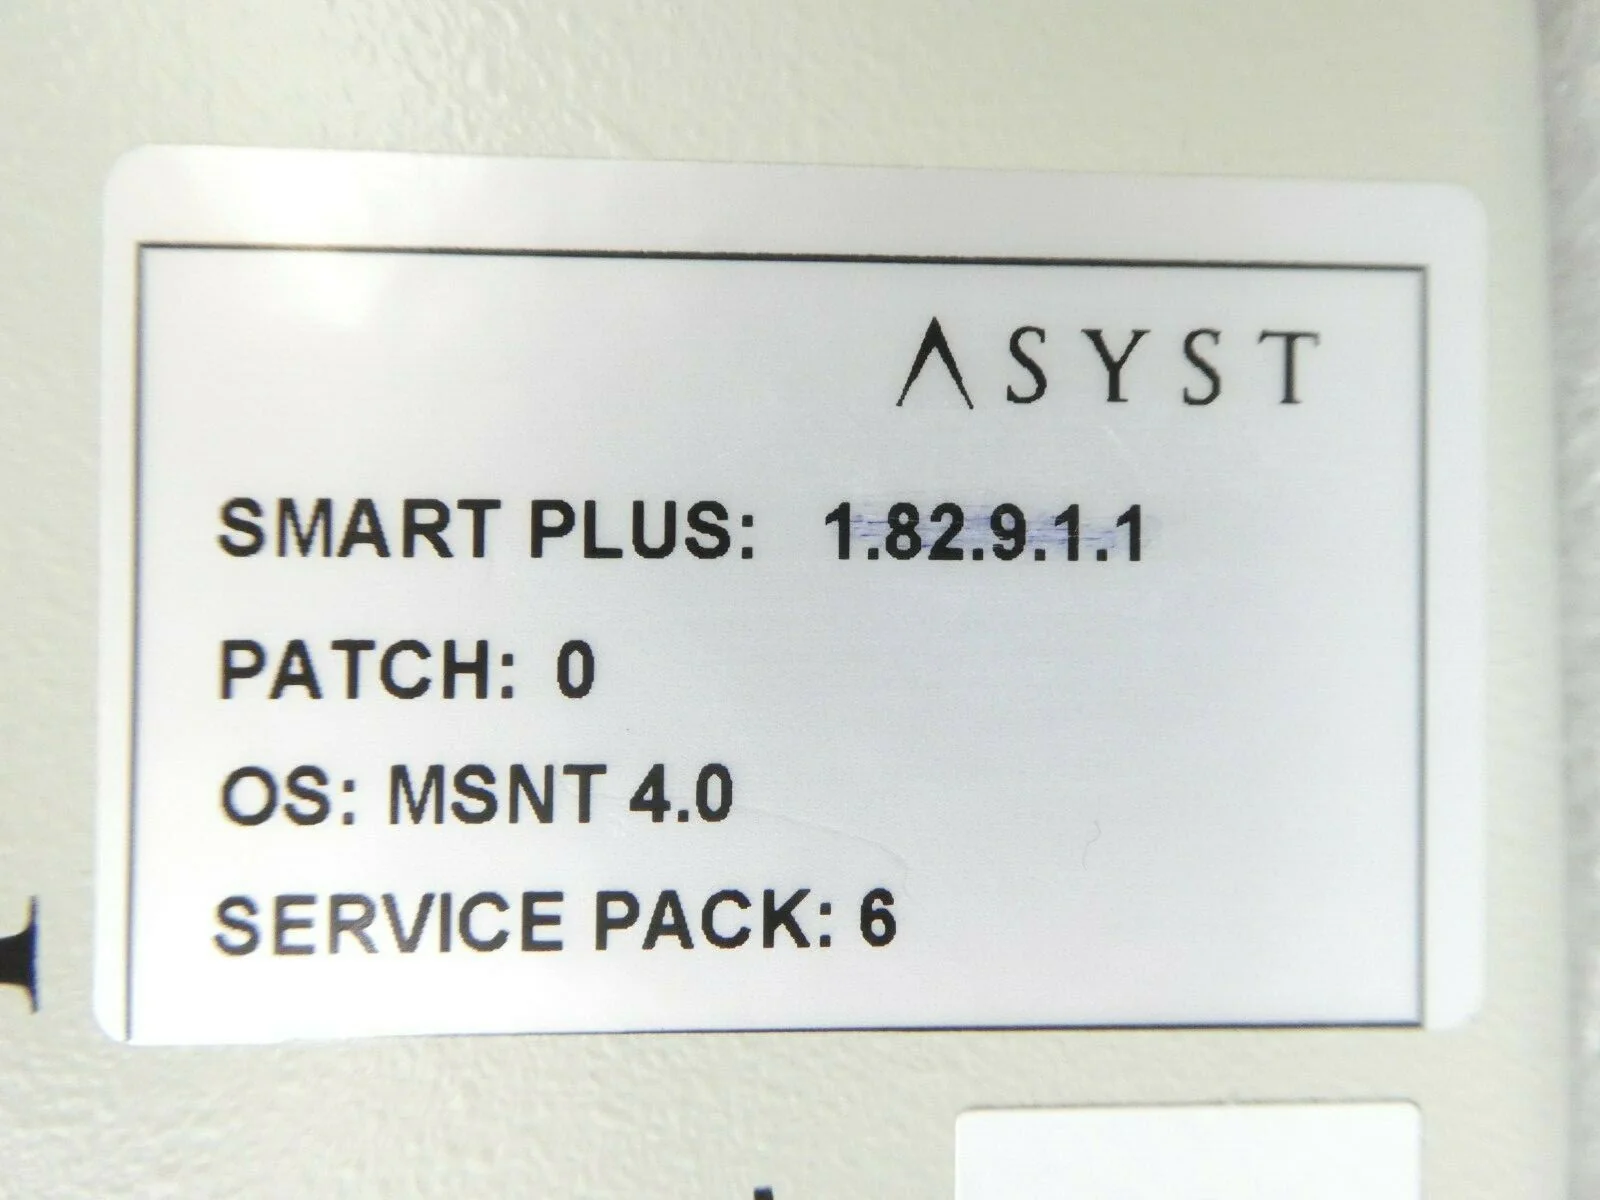 ASYST
SMART PLUS: 1.82.9.1.1
PATCH: 0
OS: MSNT 4.0
SERVICE PACK: 6